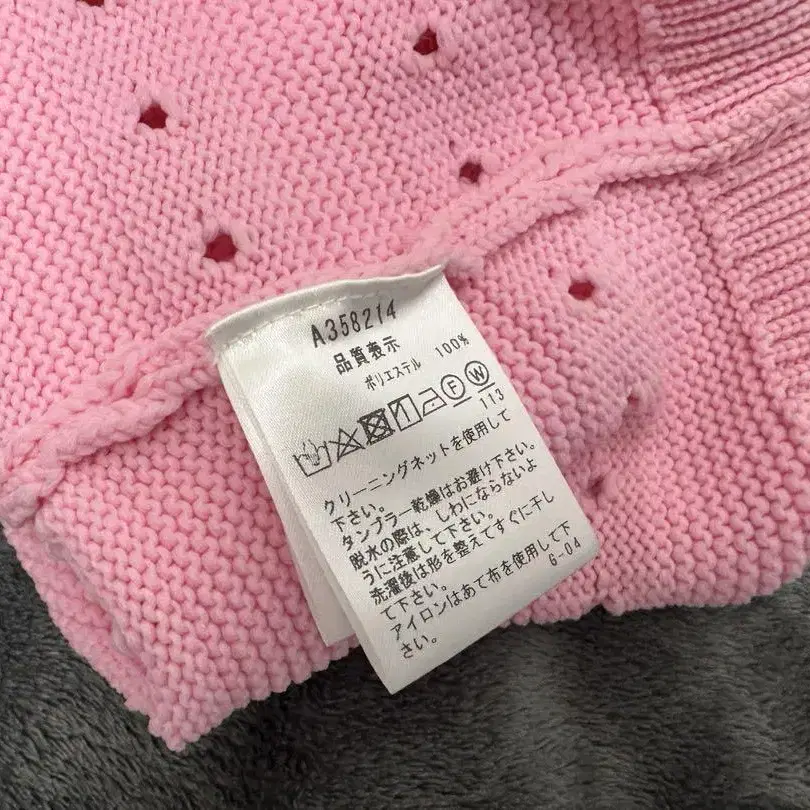 A358214
品質表示
ポリエステル 100%
F W
113
クリーニングネットを使用して
下さい。
タンブラー乾燥はお避け下さい。
脱水の際は、しわにならないよ
うに注意して下さい。
洗濯後は形を整えてすぐに干し
て下さい。
アイロンはあて布を使用して下
さい。
6-04